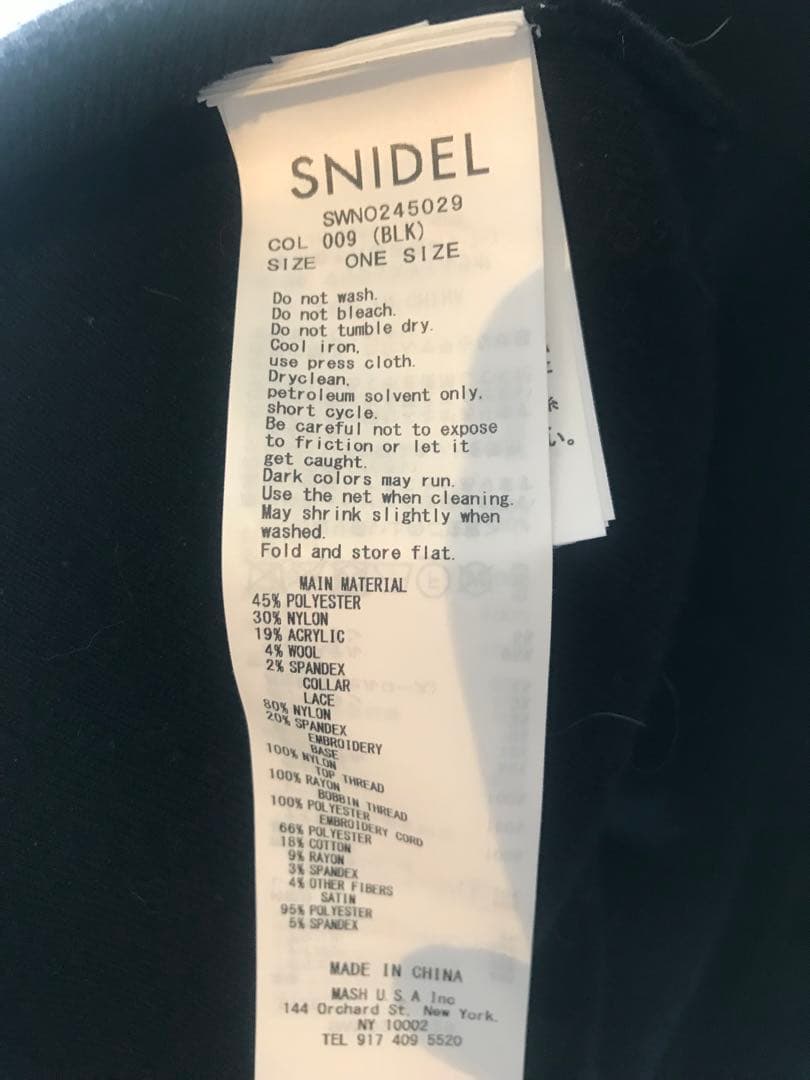 SNIDEL
SWNO245029
COL 009 (BLK)
SIZE ONE SIZE
Do not wash.
Do not bleach.
Do not tumble dry.
Cool iron,
use press cloth.
Dryclean,
petroleum solvent only,
short cycle.
Be careful not to expose
to friction or let it
get caught.
Dark colors may run.
Use the net when cleaning.
May shrink slightly when
washed.
Fold and store flat.
MAIN MATERIAL
45% POLYESTER
30% NYLON
19% ACRYLIC
4% WOOL
2% SPANDEX
COLLAR
LACE
80% NYLON
20% SPANDEX
EMBROIDERY
BASE
100% NYLON
TOP THREAD
100% RAYON
BOBBIN THREAD
100% POLYESTER
EMBROIDERY CORD
66% POLYESTER
18% COTTON
9% RAYON
3% SPANDEX
4% OTHER FIBERS
SATIN
95% POLYESTER
5% SPANDEX
MADE IN CHINA
MASH U.S.A Inc
144 Orchard St. New York.
NY 10002
TEL 917 409 5520
い。